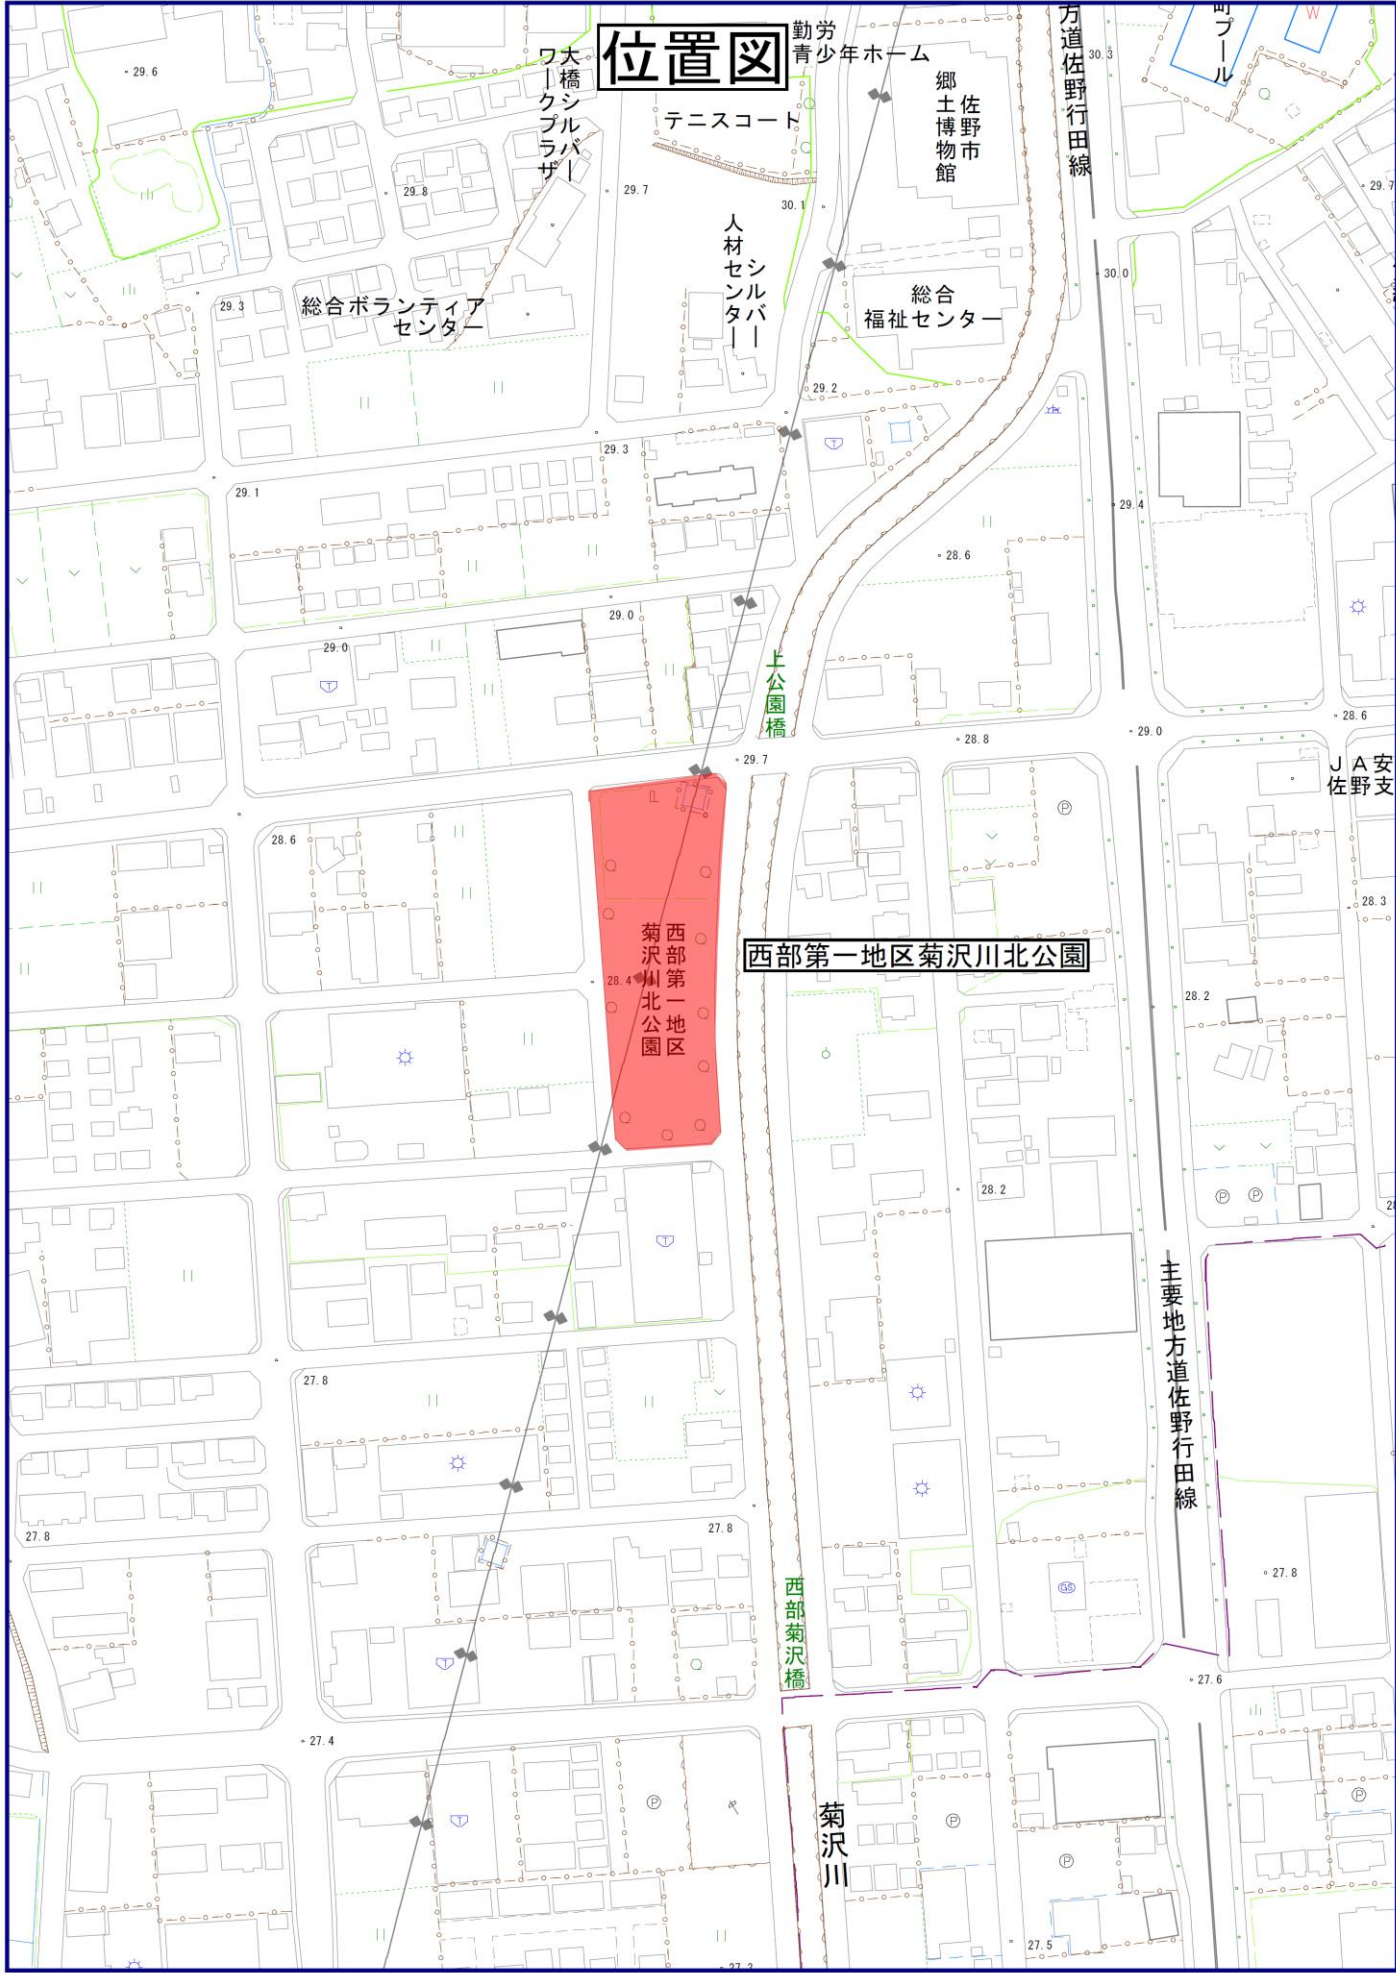 位置図
勤労
青少年ホーム
方道佐野行田線
町プール
W
30.3
29.6
大橋シルバー
ワークプラザ
テニスコート
佐野市
郷土博物館
29.8
29.7
30.1
29.7
シルバー
人材センター
30.0
総合
福祉センター
29.3
総合ボランティア
センター
29.2
29.3
29.1
29.4
28.6
29.0
29.0
上公園橋
28.6
29.0
28.8
29.7
JA安
佐野支
28.6
28.3
西部第一地区
菊沢川北公園
28.4
西部第一地区菊沢川北公園
28.2
28.2
主要地方道佐野行田線
27.8
27.8
27.8
27.8
GS
西部菊沢橋
27.6
27.4
菊沢川
27.5
27.3